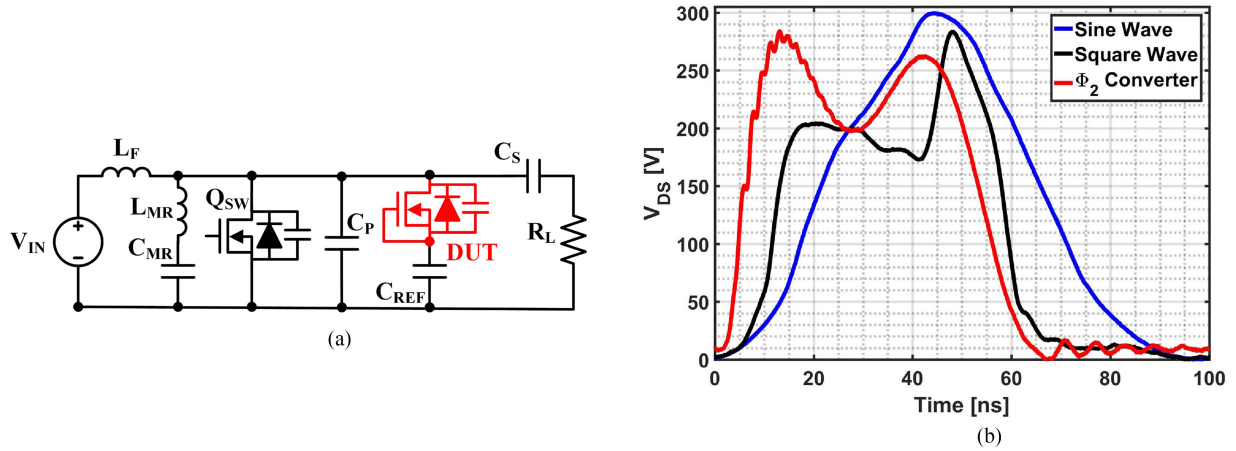 L_F
L_MR
C_MR
V_IN
Q_SW
C_P
DUT
C_REF
C_S
R_L
(a)
V_DS [V]
300
250
200
150
100
50
0
Sine Wave
Square Wave
Φ_2 Converter
0 20 40 60 80 100
Time [ns]
(b)